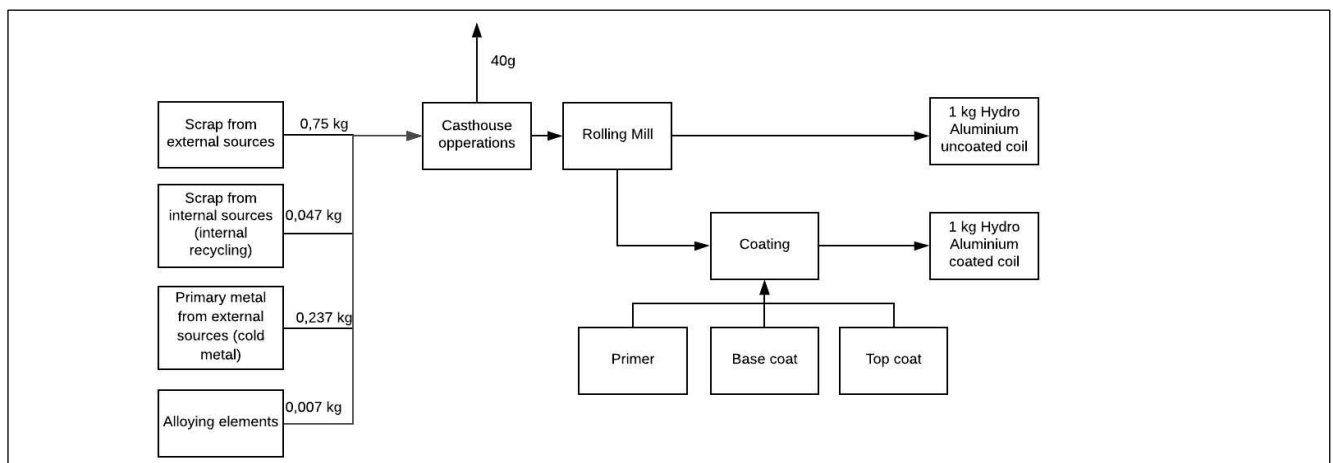 40g
Scrap from
external sources
0,75 kg
Casthouse
opperations
Rolling Mill
1 kg Hydro
Aluminium
uncoated coil
Scrap from
internal sources
(internal
recycling)
0,047 kg
Coating
1 kg Hydro
Aluminium
coated coil
Primary metal
from external
sources (cold
metal)
0,237 kg
Primer
Base coat
Top coat
Alloying elements
0,007 kg